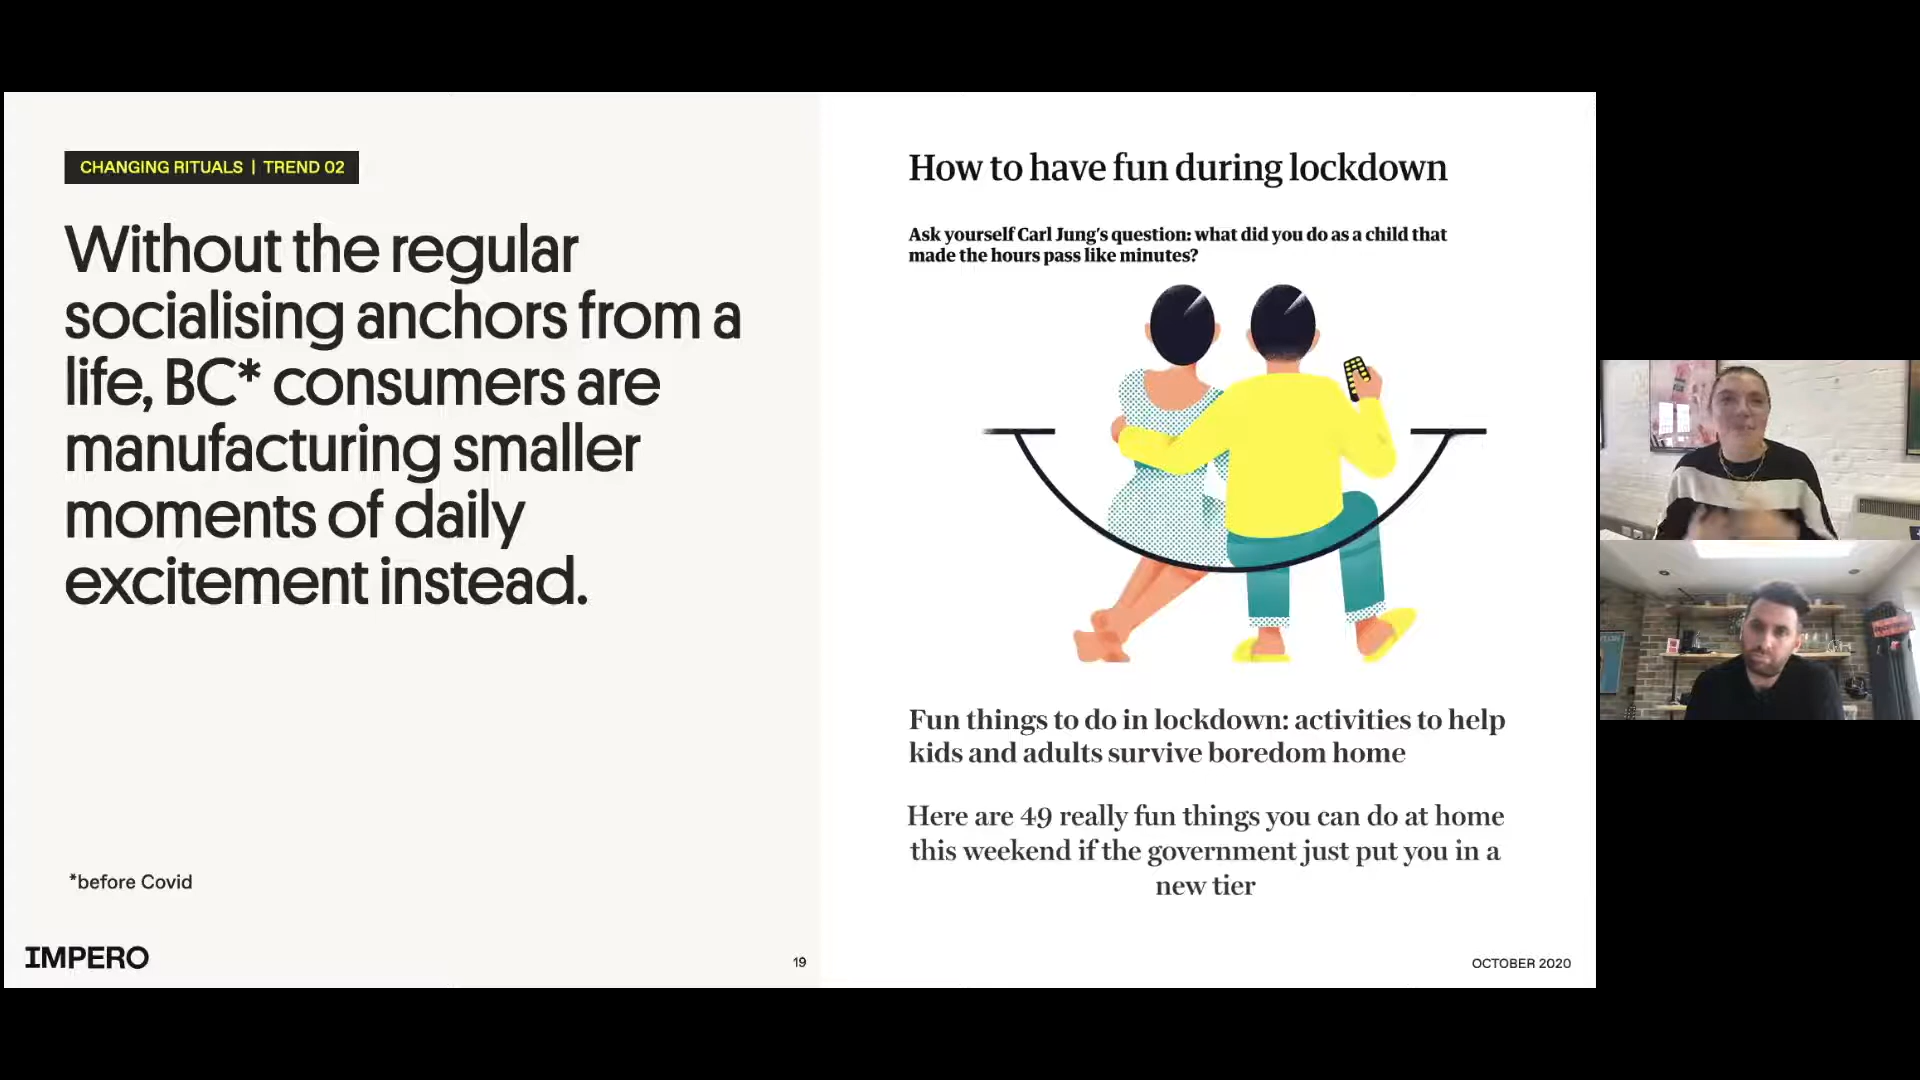 CHANGING RITUALS | TREND 02
Without the regular
socialising anchors from a
life, BC* consumers are
manufacturing smaller
moments of daily
excitement instead.
*before Covid
IMPERO
19
How to have fun during lockdown
Ask yourself Carl Jung's question: what did you do as a child that
made the hours pass like minutes?
Fun things to do in lockdown: activities to help
kids and adults survive boredom home
Here are 49 really fun things you can do at home
this weekend if the government just put you in a
new tier
OCTOBER 2020